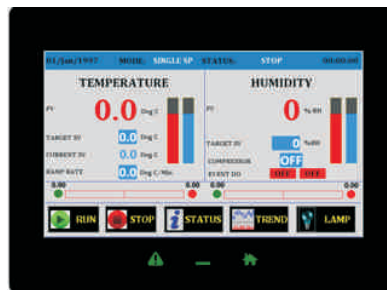 01/Jan/1997 MODE: SINGLE SP STATUS: STOP 00:00:00
TEMPERATURE HUMIDITY
PV 0.0 Deg C PV 0 % RH
TARGET SV 0.0 Deg C TARGET SV 0 %RH
CURRENT SV 0.0 Deg C COMPRESSOR OFF
RAMP RATE 0.0 Deg C/Min EVENT DO OFF OFF
0.00 0.00 0.00 0.00
RUN STOP STATUS TREND LAMP